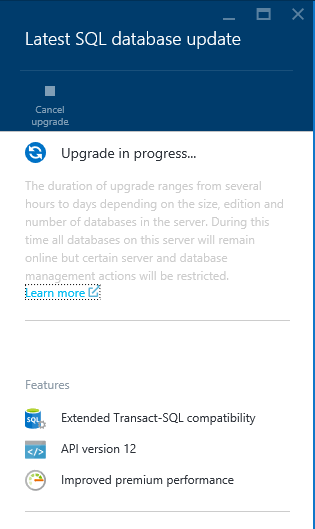 Latest SQL database update
Cancel
upgrade
Upgrade in progress...
The duration of upgrade ranges from several
hours to days depending on the size, edition and
number of databases in the server. During this
time all databases on this server will remain
online but certain server and database
management actions will be restricted.
Learn more
Features
SQL
Extended Transact-SQL compatibility
API version 12
Improved premium performance